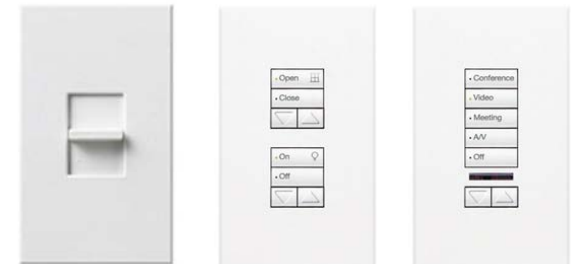 Open
Close
On
Off
Conference
Video
Meeting
A/V
Off